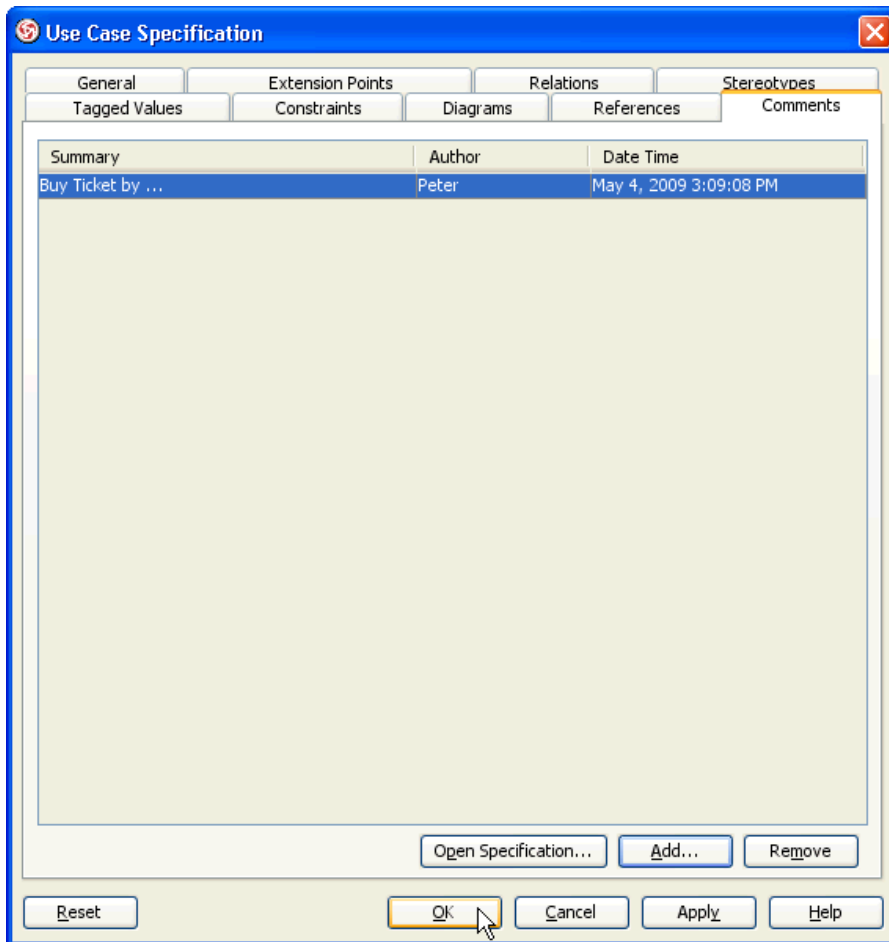 Use Case Specification
General Extension Points Relations Stereotypes
Tagged Values Constraints Diagrams References Comments
Summary Author Date Time
Buy Ticket by ... Peter May 4, 2009 3:09:08 PM
Open Specification... Add... Remove
Reset OK Cancel Apply Help